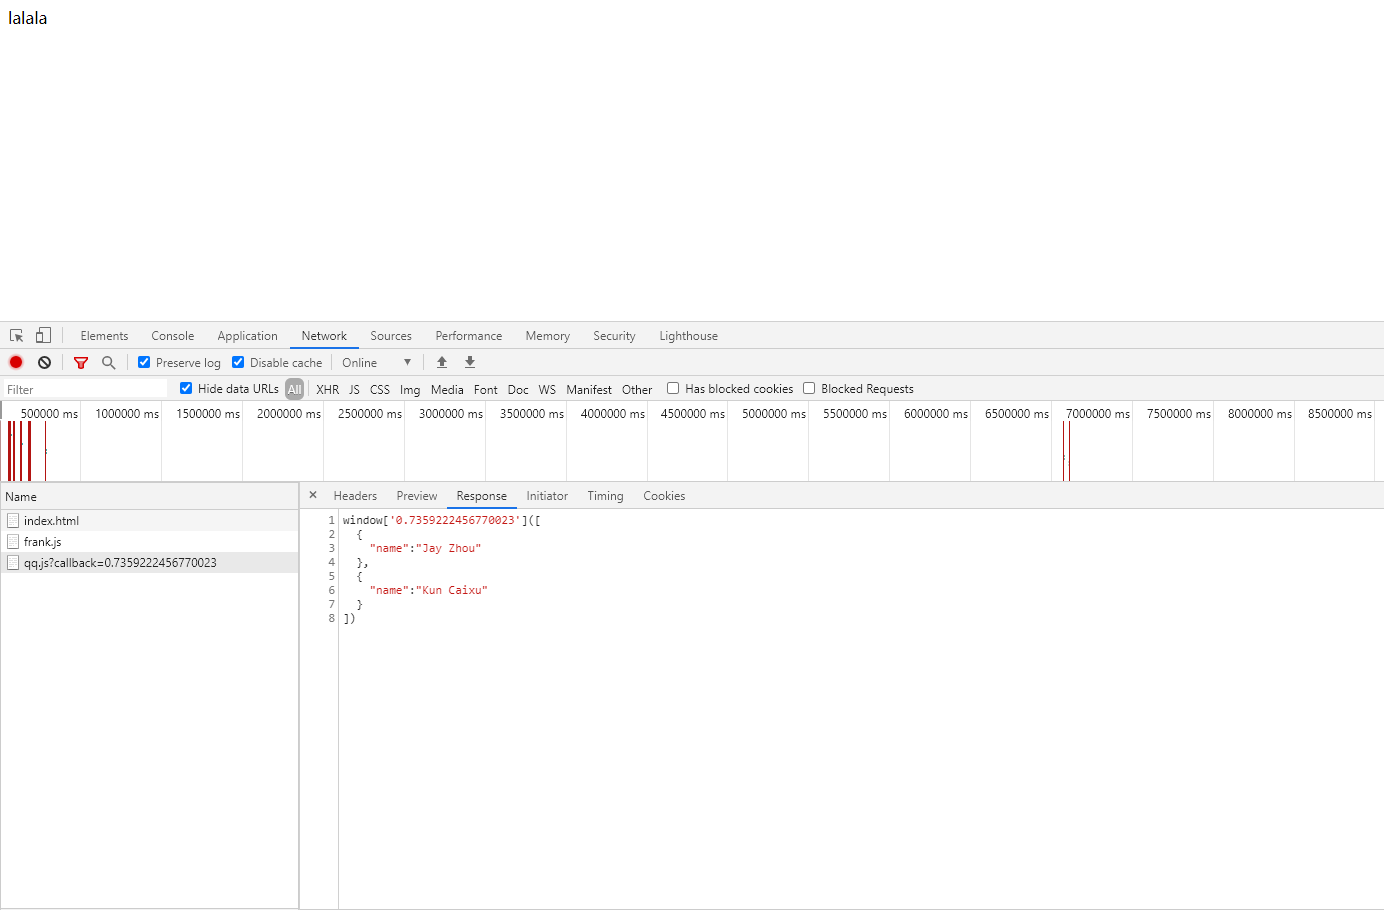 lalala
Elements Console Application Network Sources Performance Memory Security Lighthouse
Preserve log Disable cache Online
Filter Hide data URLs All XHR JS CSS Img Media Font Doc WS Manifest Other Has blocked cookies Blocked Requests
500000 ms 1000000 ms 1500000 ms 2000000 ms 2500000 ms 3000000 ms 3500000 ms 4000000 ms 4500000 ms 5000000 ms 5500000 ms 6000000 ms 6500000 ms 7000000 ms 7500000 ms 8000000 ms 8500000 ms
Name
index.html
frank.js
qq.js?callback=0.7359222456770023
× Headers Preview Response Initiator Timing Cookies
1 window['0.7359222456770023']([
2 {
3 "name":"Jay Zhou"
4 },
5 {
6 "name":"Kun Caixu"
7 }
8 ])